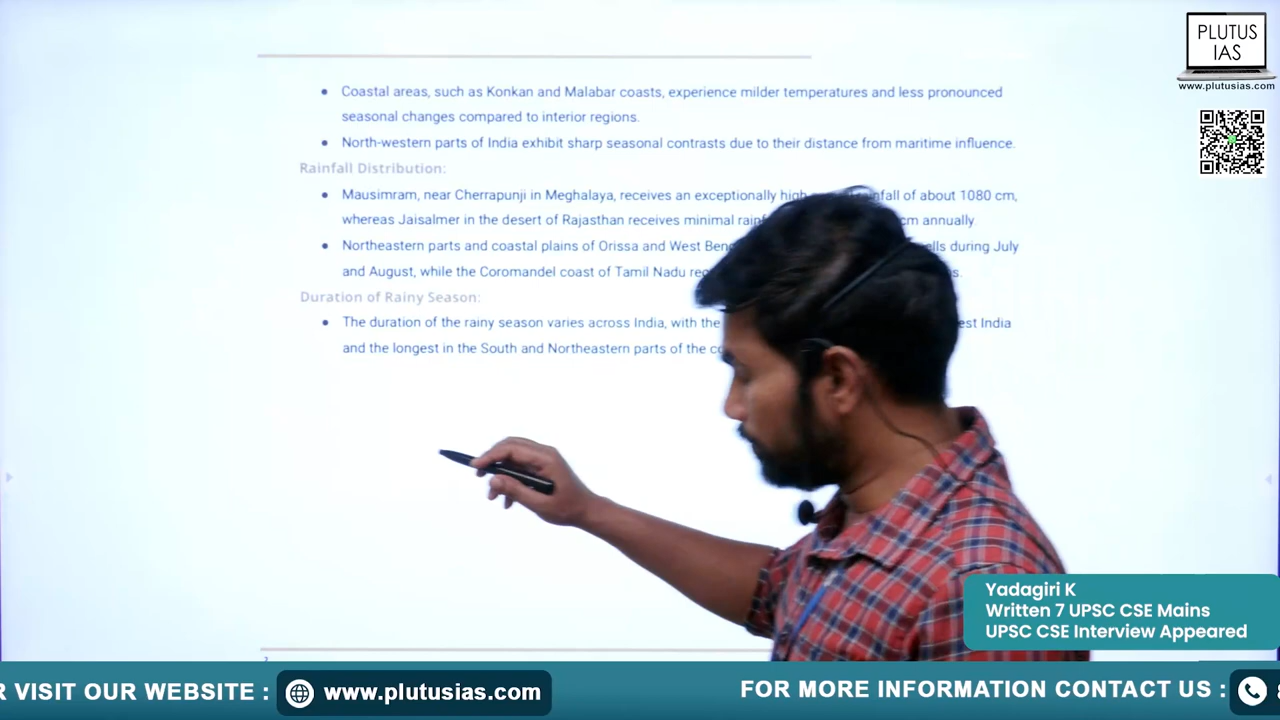 PLUTUS
IAS
www.plutusias.com
Coastal areas, such as Konkan and Malabar coasts, experience milder temperatures and less pronounced
seasonal changes compared to interior regions.
North-western parts of India exhibit sharp seasonal contrasts due to their distance from maritime influence.
Rainfall Distribution:
Mausimram, near Cherrapunji in Meghalaya, receives an exceptionally high of about 1080 cm,
whereas Jaisalmer in the desert of Rajasthan receives minimal cm annually
Northeastern parts and coastal plains of Orissa and West during July
and August, while the Coromandel coast of Tamil Nadu
Duration of Rainy Season:
The duration of the rainy season varies across India, with the India
and the longest in the South and Northeastern parts of the
Yadagiri K
Written 7 UPSC CSE Mains
UPSC CSE Interview Appeared
VISIT OUR WEBSITE : www.plutusias.com FOR MORE INFORMATION CONTACT US :